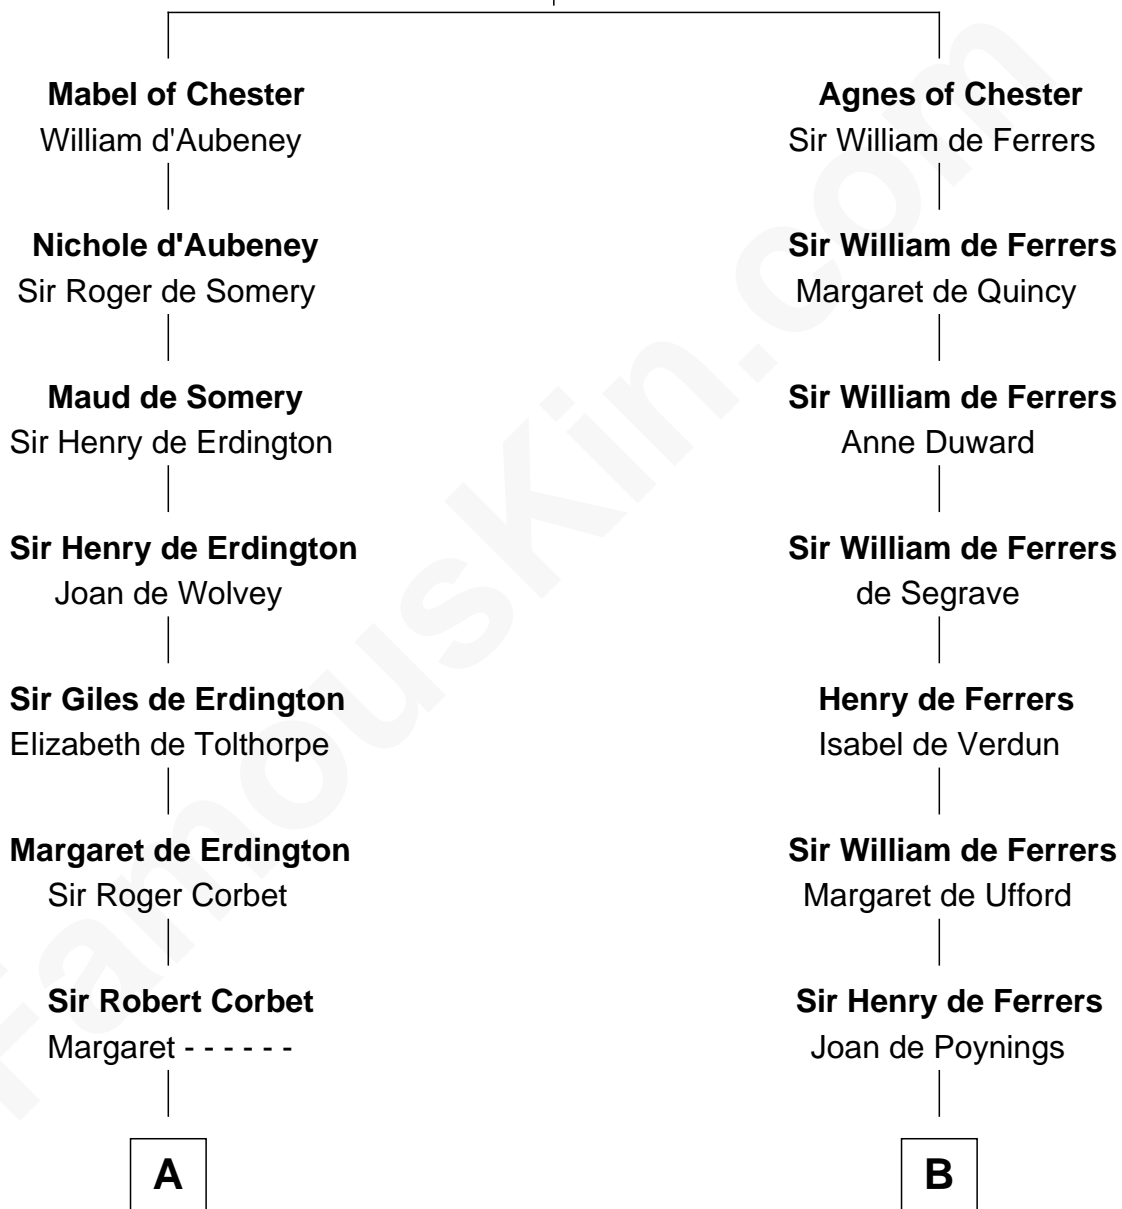 Mabel of Chester
William d'Aubeney
Nichole d'Aubeney
Sir Roger de Somery
Maud de Somery
Sir Henry de Erdington
Sir Henry de Erdington
Joan de Wolvey
Sir Giles de Erdington
Elizabeth de Tolthorpe
Margaret de Erdington
Sir Roger Corbet
Sir Robert Corbet
Margaret - - - - - -
A
Agnes of Chester
Sir William de Ferrers
Sir William de Ferrers
Margaret de Quincy
Sir William de Ferrers
Anne Duward
Sir William de Ferrers
de Segrave
Henry de Ferrers
Isabel de Verdun
Sir William de Ferrers
Margaret de Ufford
Sir Henry de Ferrers
Joan de Poynings
B
FamousKin.com